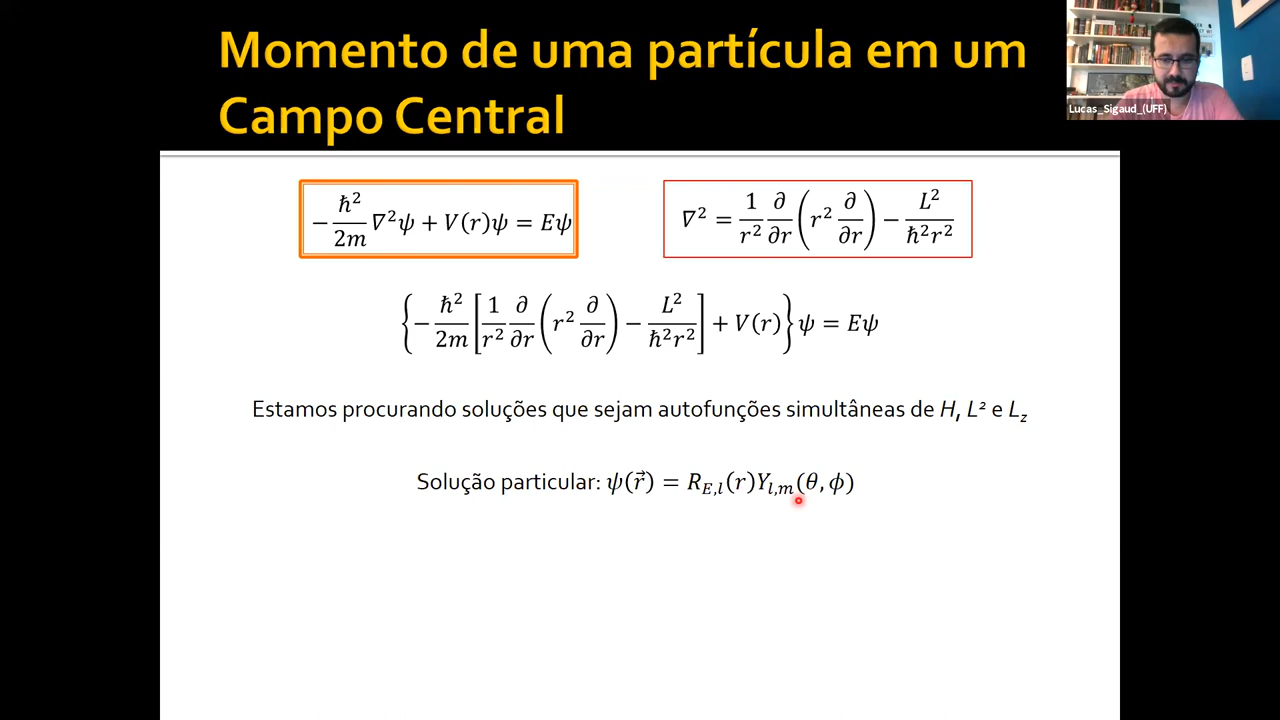 Momento de uma partícula em um
Campo Central
Lucas_Sigaud_(UFF)
−ħ²/2m ∇²ψ + V(r)ψ = Eψ
∇² = 1/r² ∂/∂r (r² ∂/∂r) − L²/ħ²r²
{−ħ²/2m [1/r² ∂/∂r (r² ∂/∂r) − L²/ħ²r²] + V(r)} ψ = Eψ
Estamos procurando soluções que sejam autofunções simultâneas de H, L² e L_z
Solução particular: ψ(r⃗) = R_{E,l}(r)Y_{l,m}(θ, ϕ)